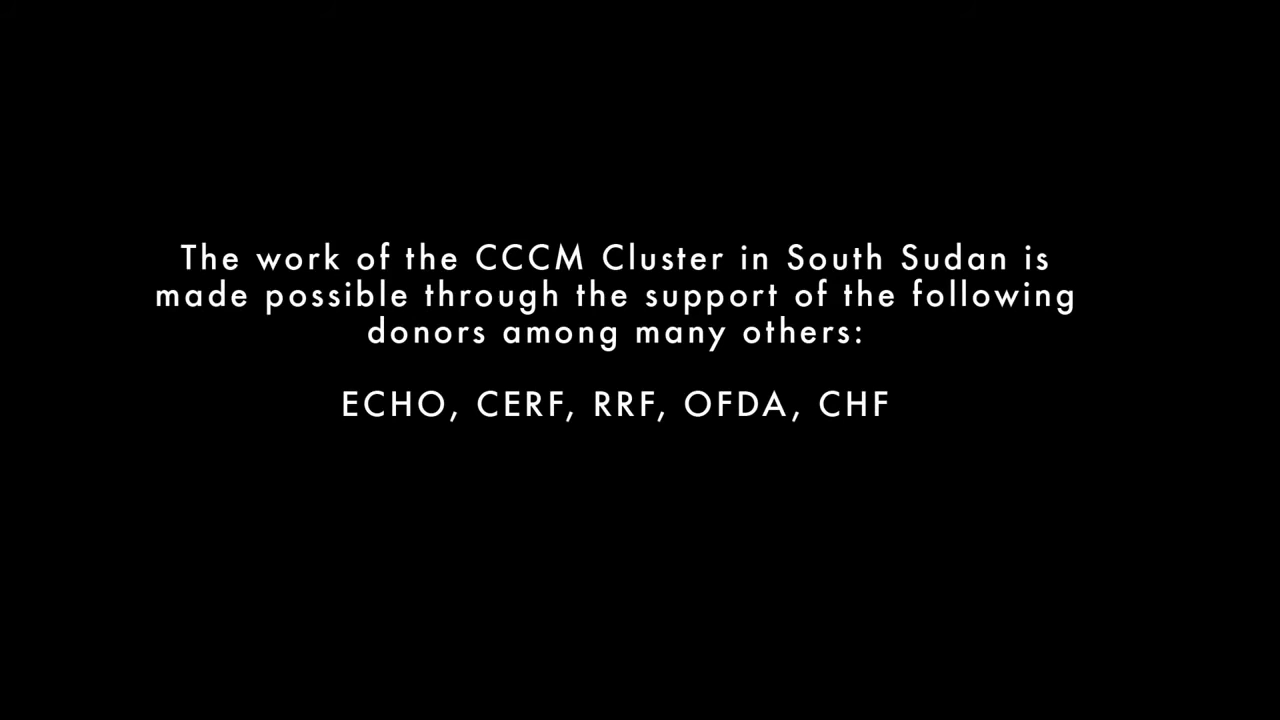 The work of the CCCM Cluster in South Sudan is
made possible through the support of the following
donors among many others:
ECHO, CERF, RRF, OFDA, CHF